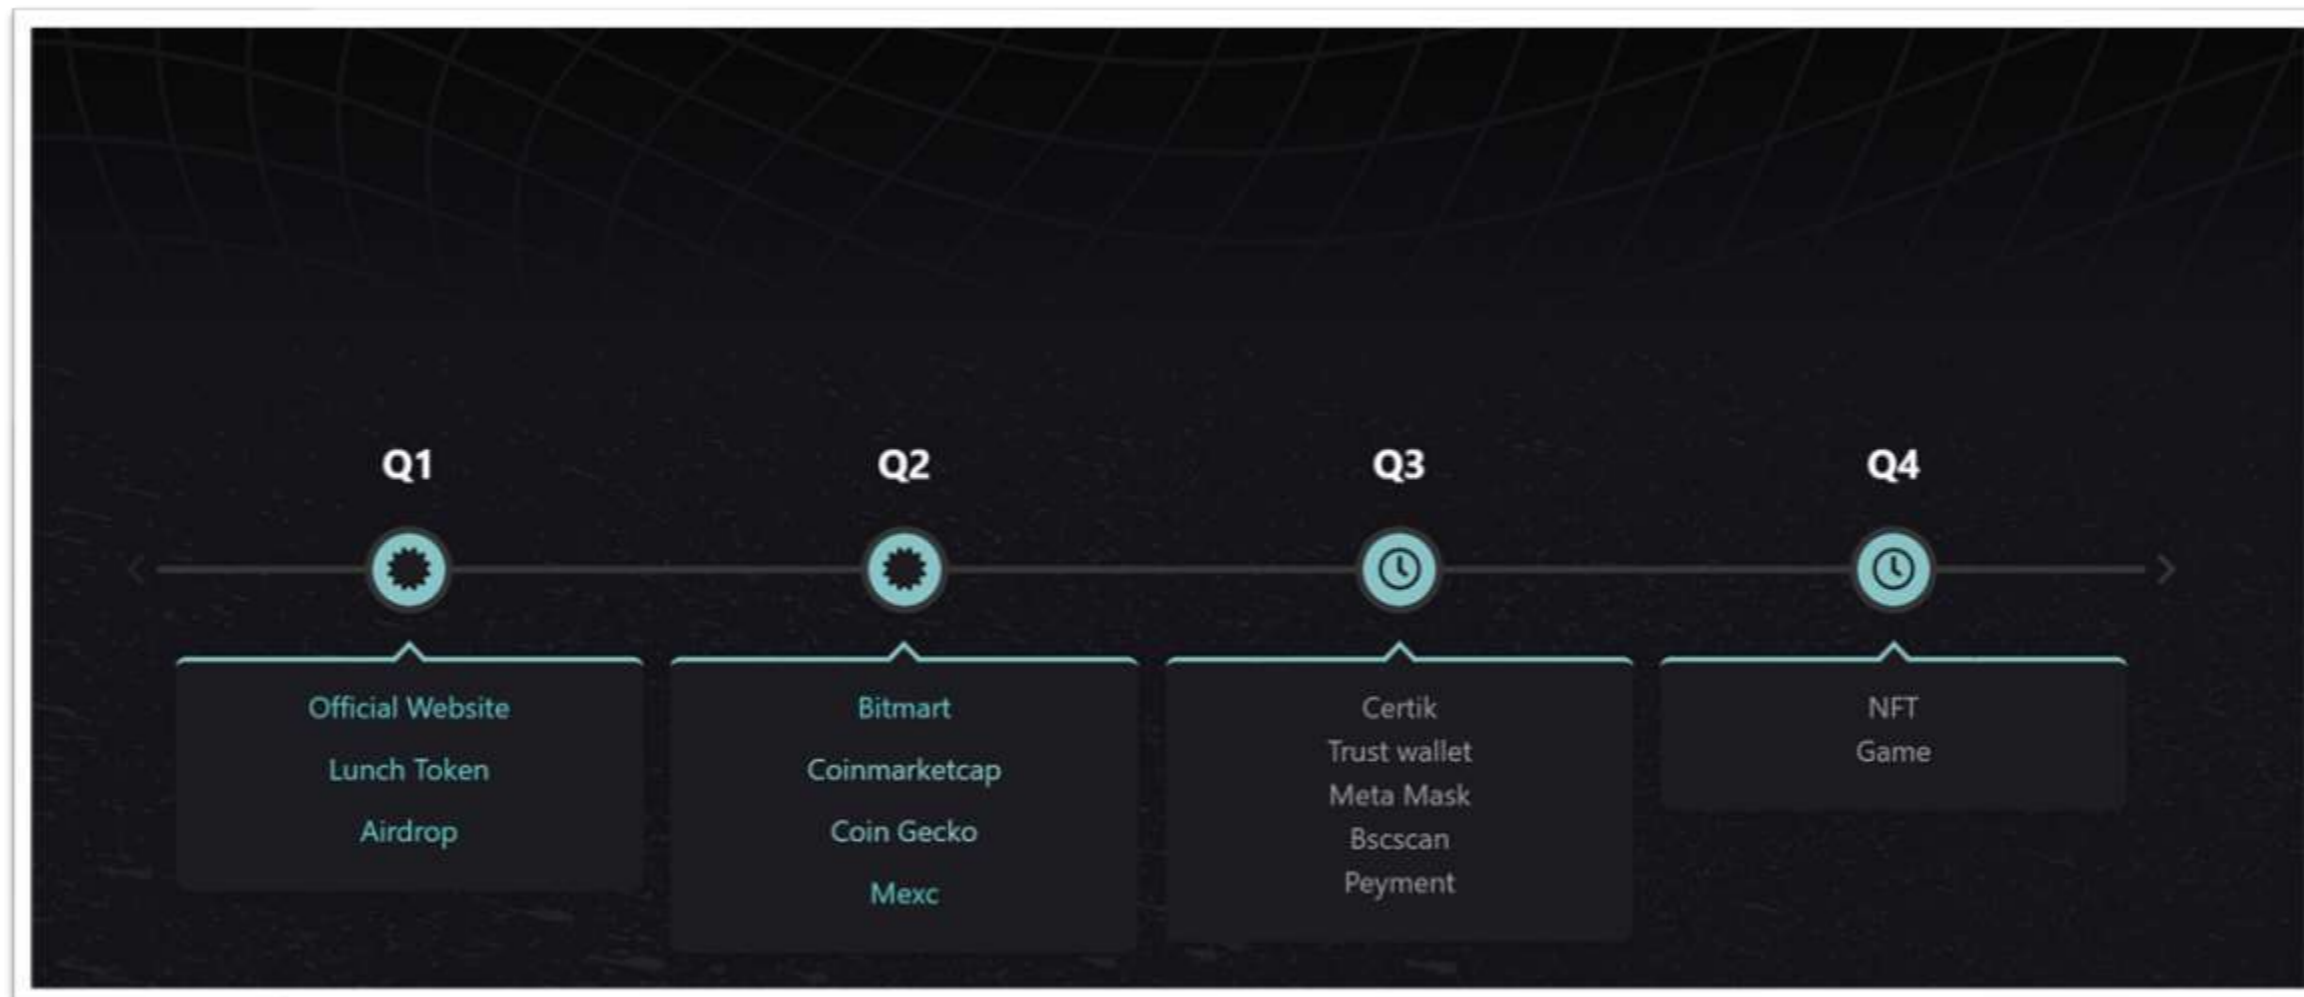 Q1
Q2
Q3
Q4
Official Website
Lunch Token
Airdrop
Bitmart
Coinmarketcap
Coin Gecko
Mexc
Certik
Trust wallet
Meta Mask
Bscscan
Peyment
NFT
Game